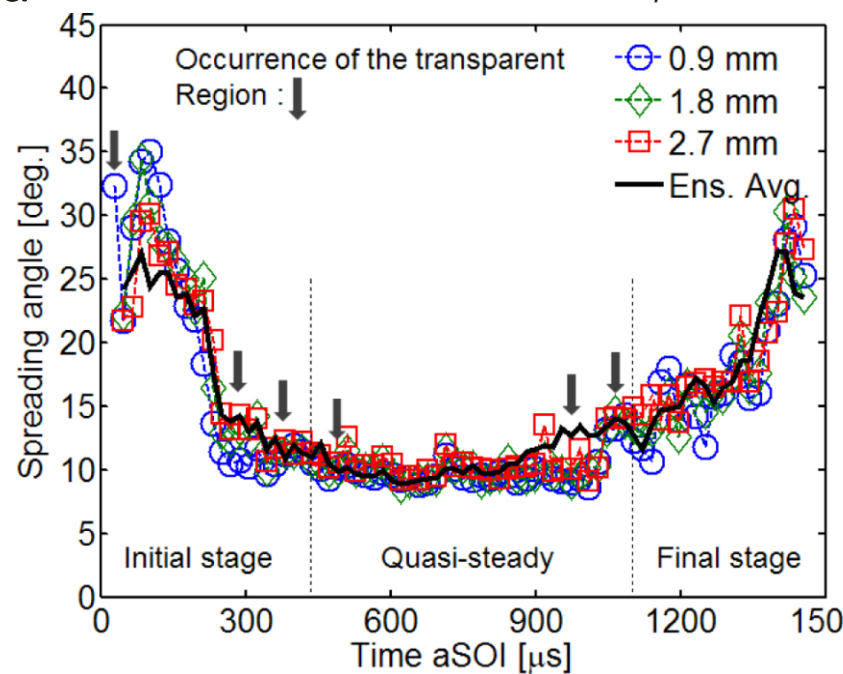 45
40
35
30
25
20
15
10
5
0
Spreading angle [deg.]
Occurrence of the transparent
Region :
0.9 mm
1.8 mm
2.7 mm
Ens. Avg.
Initial stage
Quasi-steady
Final stage
0 300 600 900 1200 150
Time aSOI [μs]